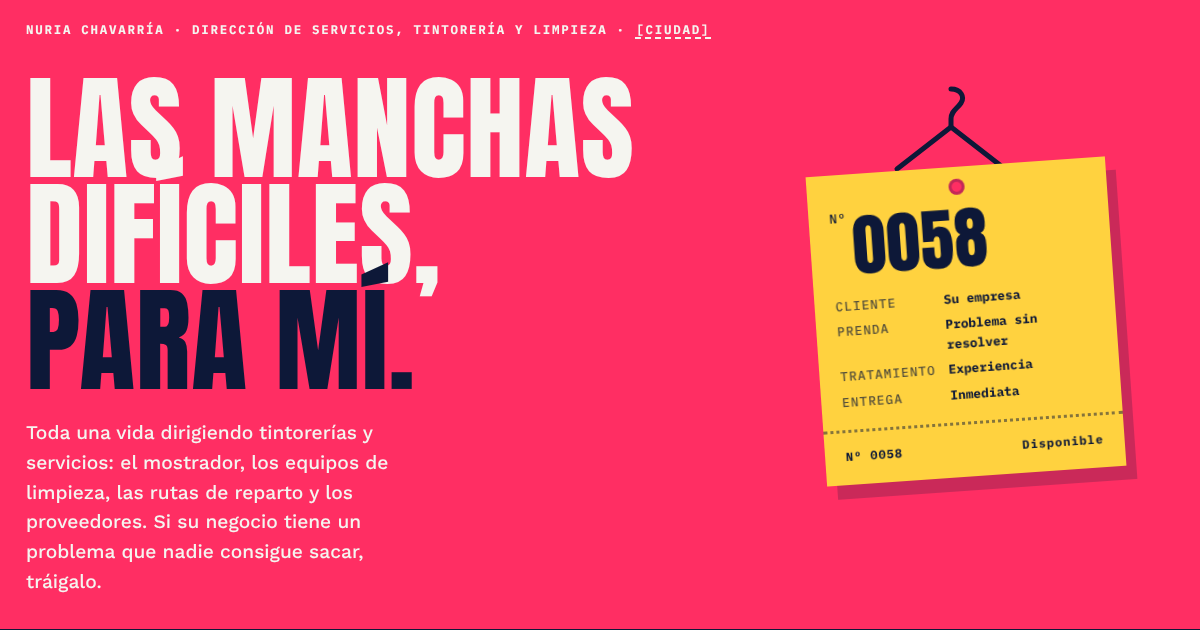 NURIA CHAVARRÍA · DIRECCIÓN DE SERVICIOS, TINTORERÍA Y LIMPIEZA · [CIUDAD]
LAS MANCHAS
DIFÍCILES,
PARA MÍ.
Toda una vida dirigiendo tintorerías y
servicios: el mostrador, los equipos de
limpieza, las rutas de reparto y los
proveedores. Si su negocio tiene un
problema que nadie consigue sacar,
tráigalo.
Nº 0058
CLIENTE Su empresa
PRENDA Problema sin
resolver
TRATAMIENTO Experiencia
ENTREGA Inmediata
Nº 0058 Disponible